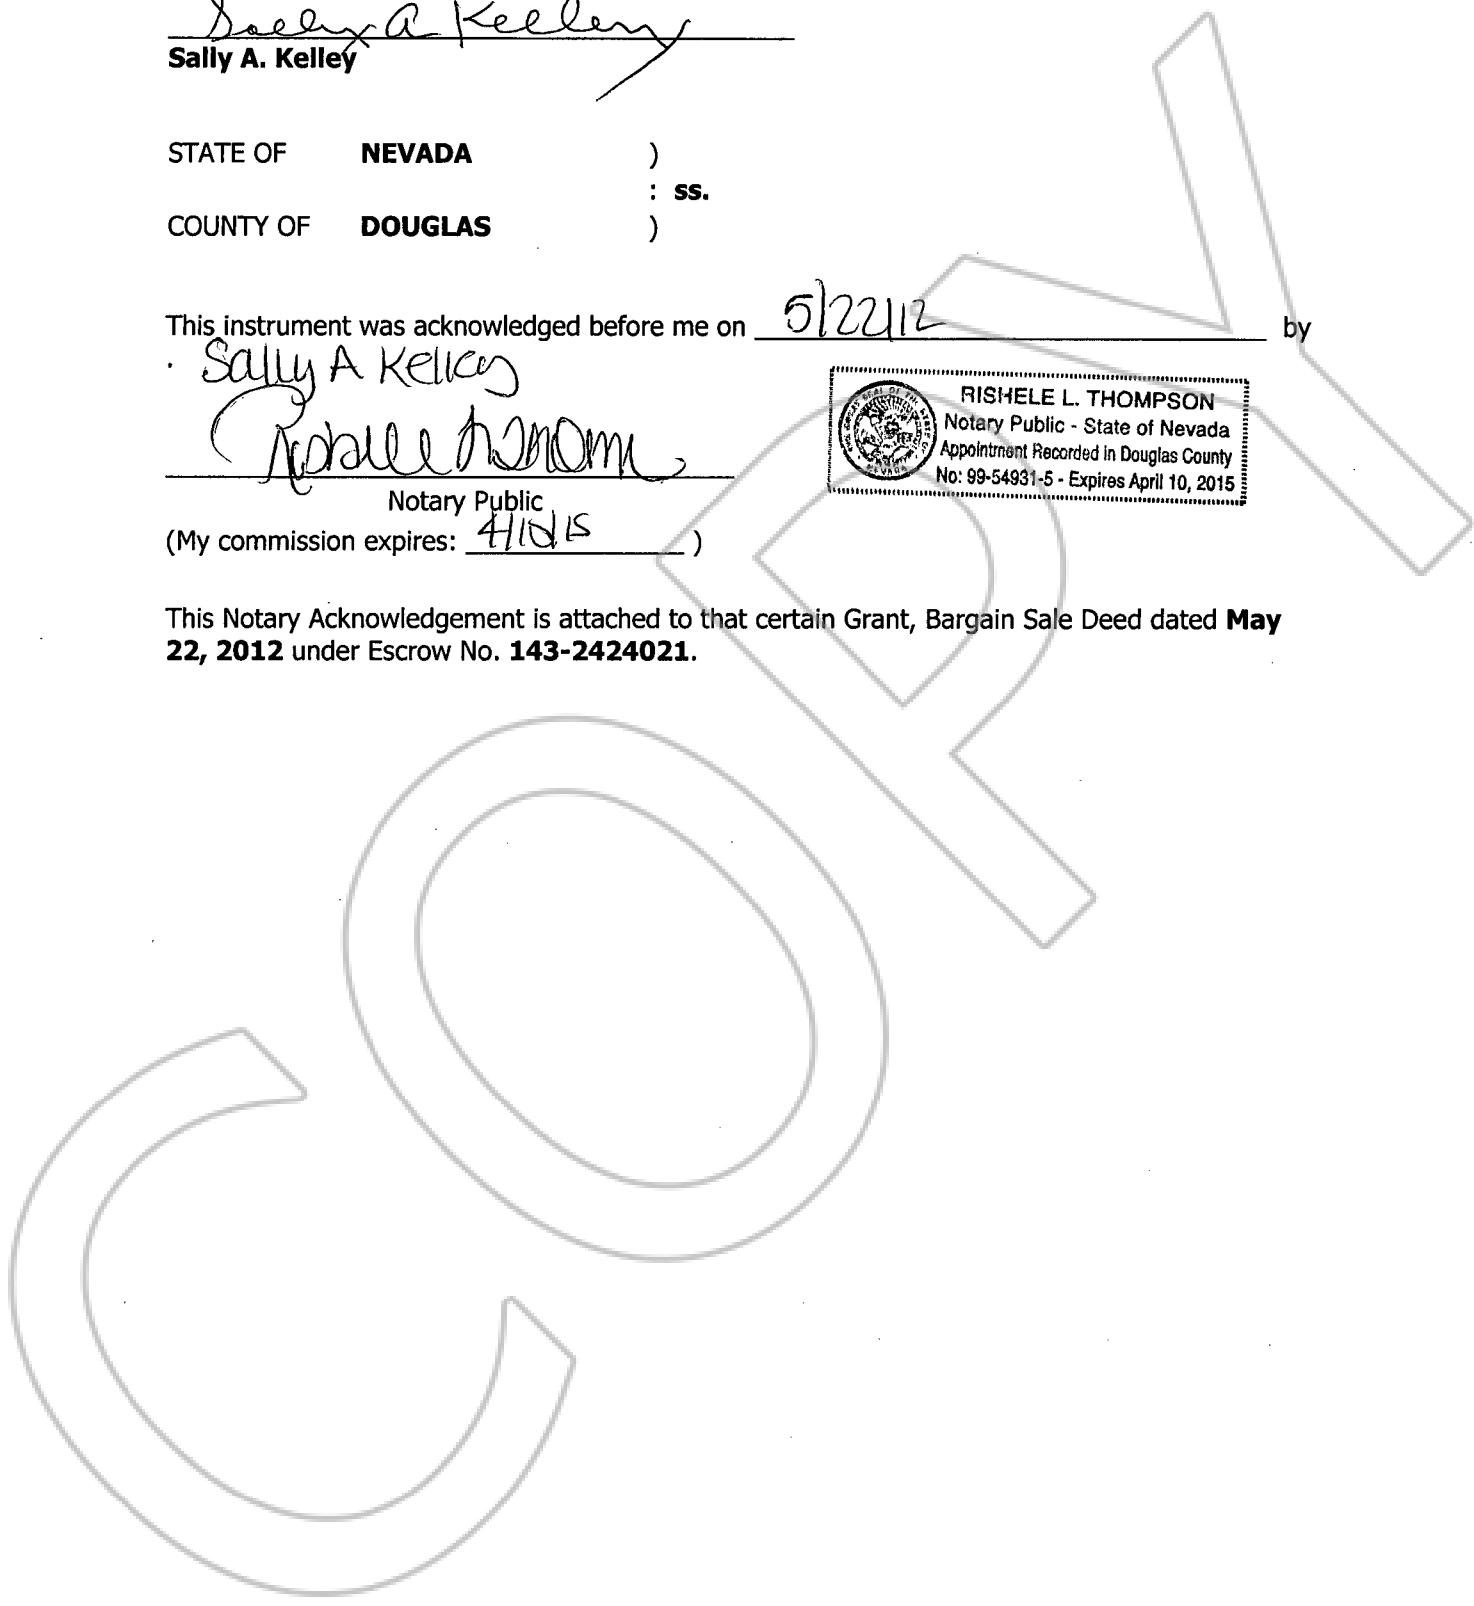 Sally A Kelley
Sally A. Kelley
STATE OF NEVADA )
: ss.
COUNTY OF DOUGLAS )
This instrument was acknowledged before me on 5/22/12 by
Sally A Kelley
RISHELE L. THOMPSON
Notary Public - State of Nevada
Appointment Recorded in Douglas County
No: 99-54931-5 - Expires April 10, 2015
Notary Public
(My commission expires: 4/10/15 )
This Notary Acknowledgement is attached to that certain Grant, Bargain Sale Deed dated May
22, 2012 under Escrow No. 143-2424021.
COPY